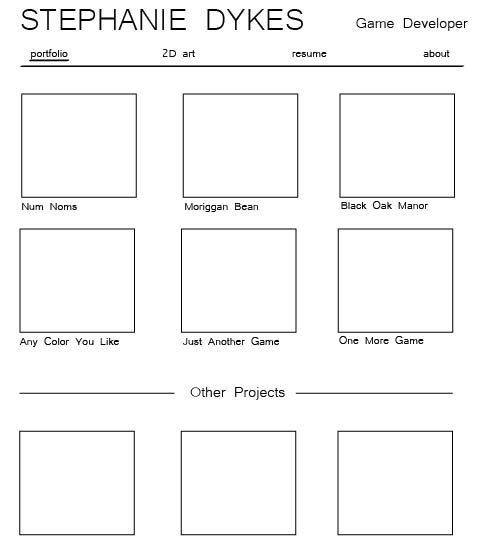 STEPHANIE DYKES
Game Developer
portfolio
2D art
resume
about
Num Noms
Moriggan Bean
Black Oak Manor
Any Color You Like
Just Another Game
One More Game
Other Projects